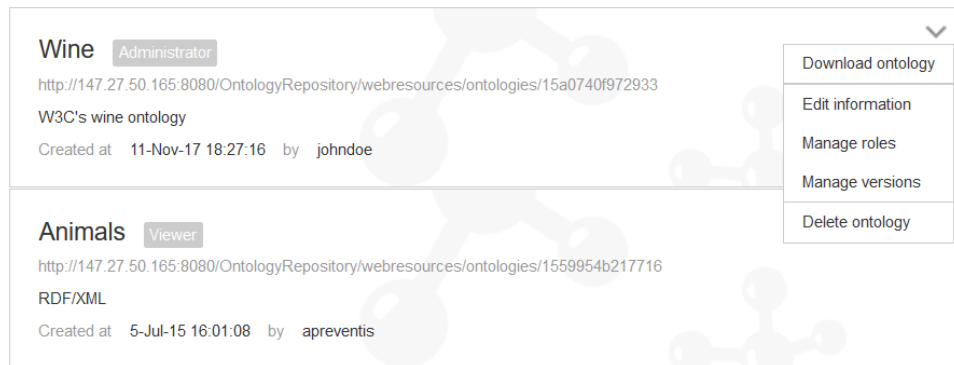 Wine Administrator
http://147.27.50.165:8080/OntologyRepository/webresources/ontologies/15a0740f972933
W3C's wine ontology
Created at 11-Nov-17 18:27:16 by johndoe
Download ontology
Edit information
Manage roles
Manage versions
Delete ontology
Animals Viewer
http://147.27.50.165:8080/OntologyRepository/webresources/ontologies/1559954b217716
RDF/XML
Created at 5-Jul-15 16:01:08 by apreventis